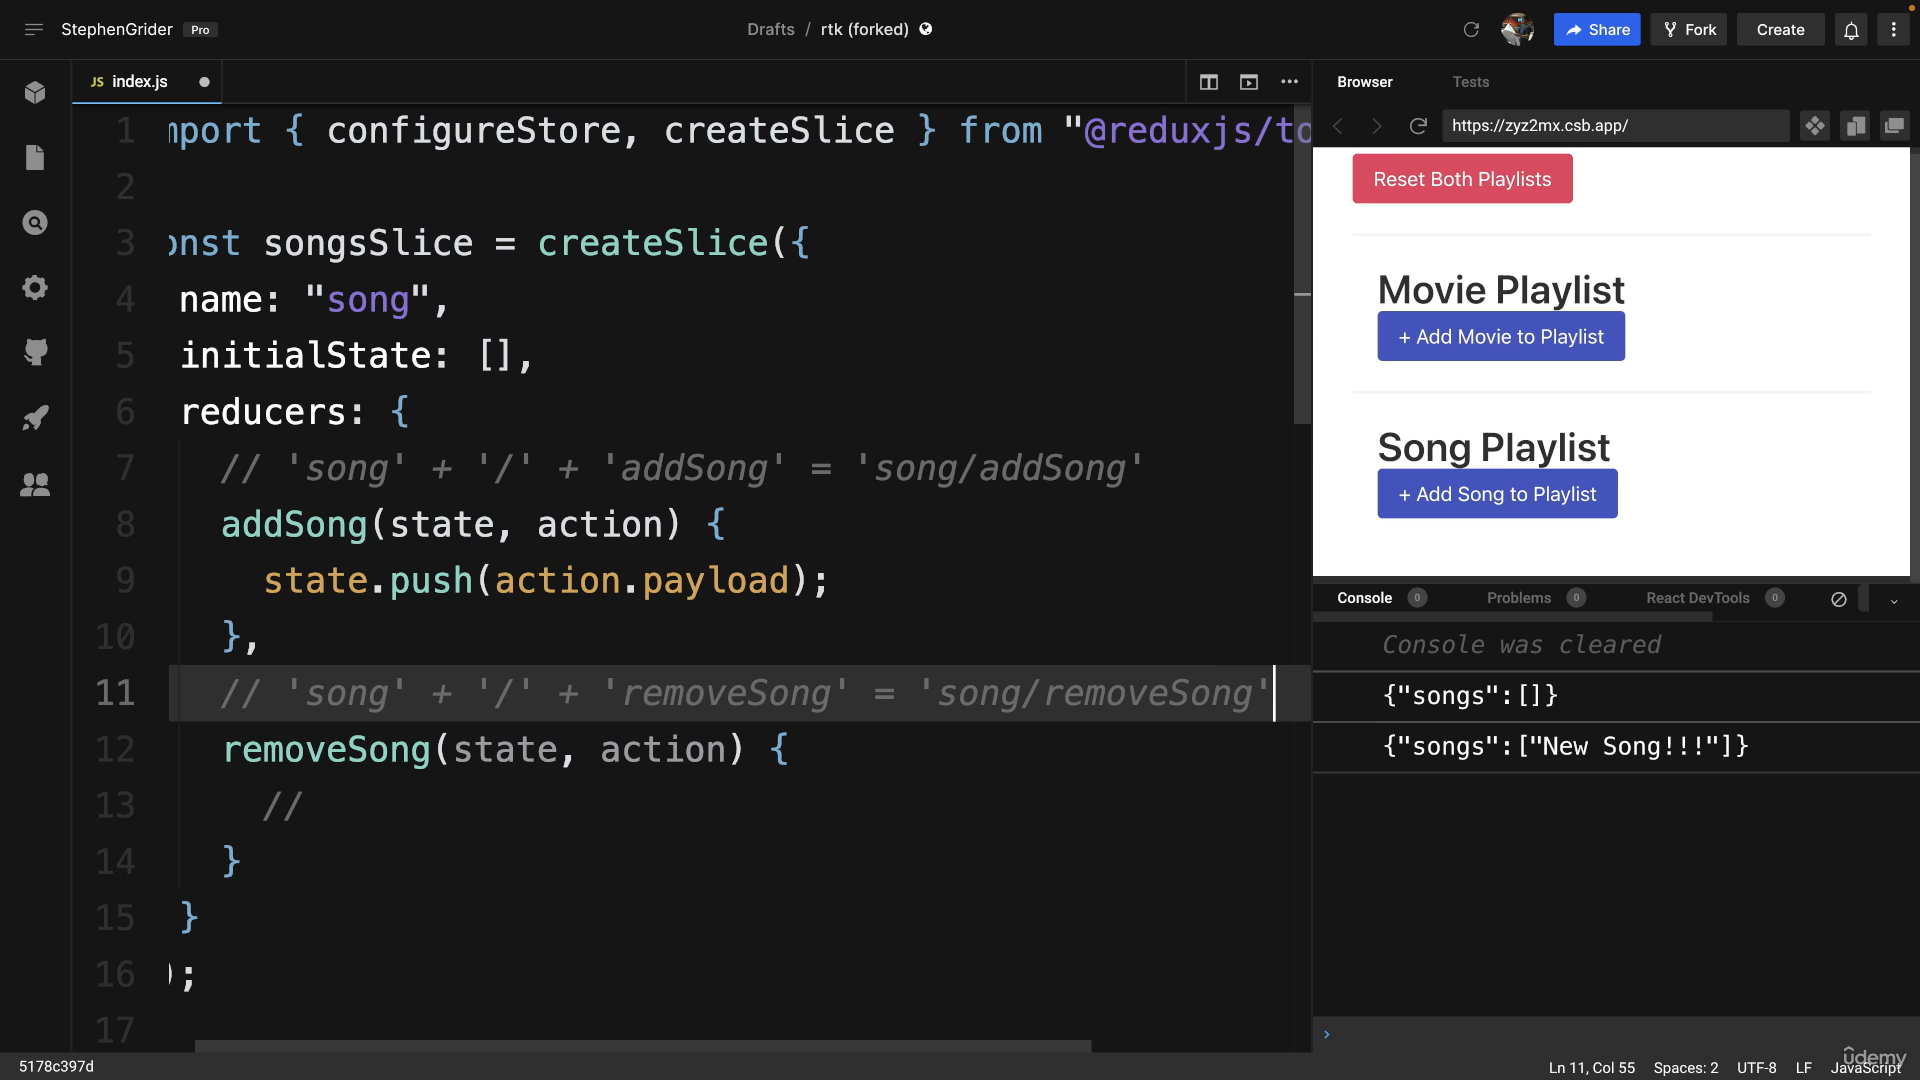 StephenGrider Pro
Drafts / rtk (forked)
Share
Fork
Create
JS index.js
Browser
Tests
https://zyz2mx.csb.app/
1 mport { configureStore, createSlice } from "@reduxjs/to
2
3 onst songsSlice = createSlice({
4 name: "song",
5 initialState: [],
6 reducers: {
7 // 'song' + '/' + 'addSong' = 'song/addSong'
8 addSong(state, action) {
9 state.push(action.payload);
10 },
11 // 'song' + '/' + 'removeSong' = 'song/removeSong'
12 removeSong(state, action) {
13 //
14 }
15 }
16 );
17
Reset Both Playlists
Movie Playlist
+ Add Movie to Playlist
Song Playlist
+ Add Song to Playlist
Console 0
Problems 0
React DevTools 0
Console was cleared
{"songs":[]}
{"songs":["New Song!!!"]}
5178c397d
Ln 11, Col 55
Spaces: 2
UTF-8
LF
JavaScript
ûdemy